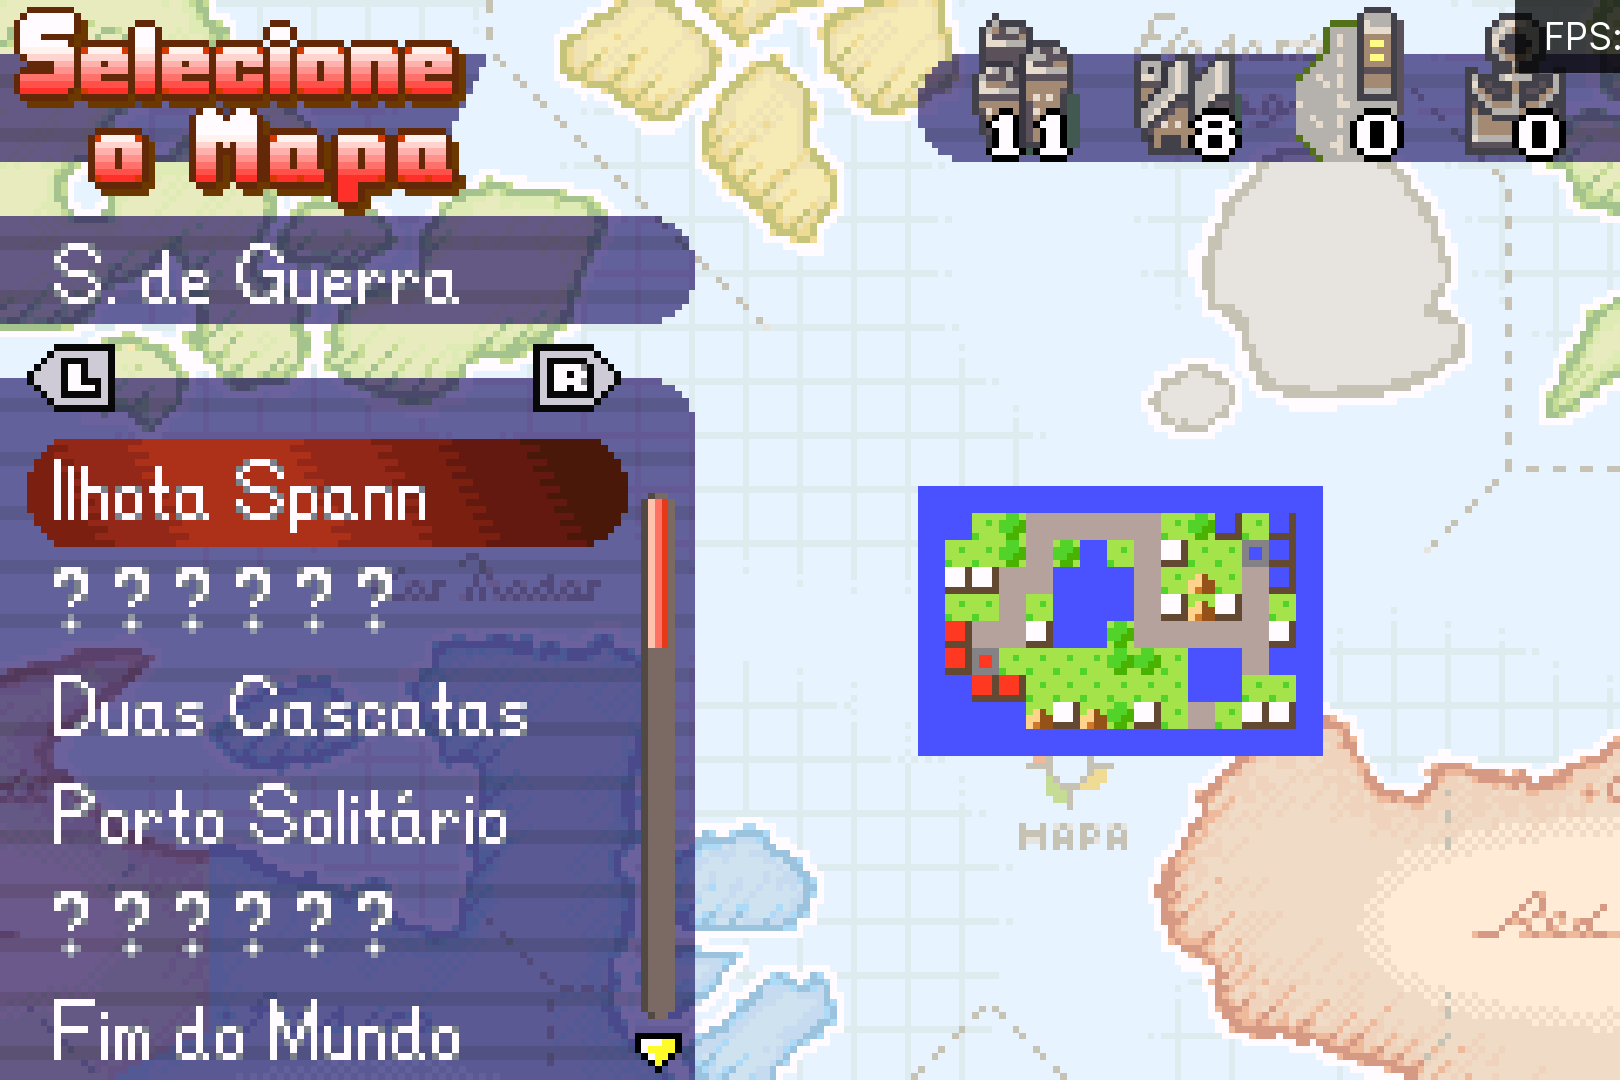 Selecione
o Mapa
FPS:
11 8 0 0
S. de Guerra
L R
Ilhota Spann
? ? ? ? ? ?
Duas Cascatas
Porto Solitário
? ? ? ? ? ?
Fim do Mundo
MAPA
Red